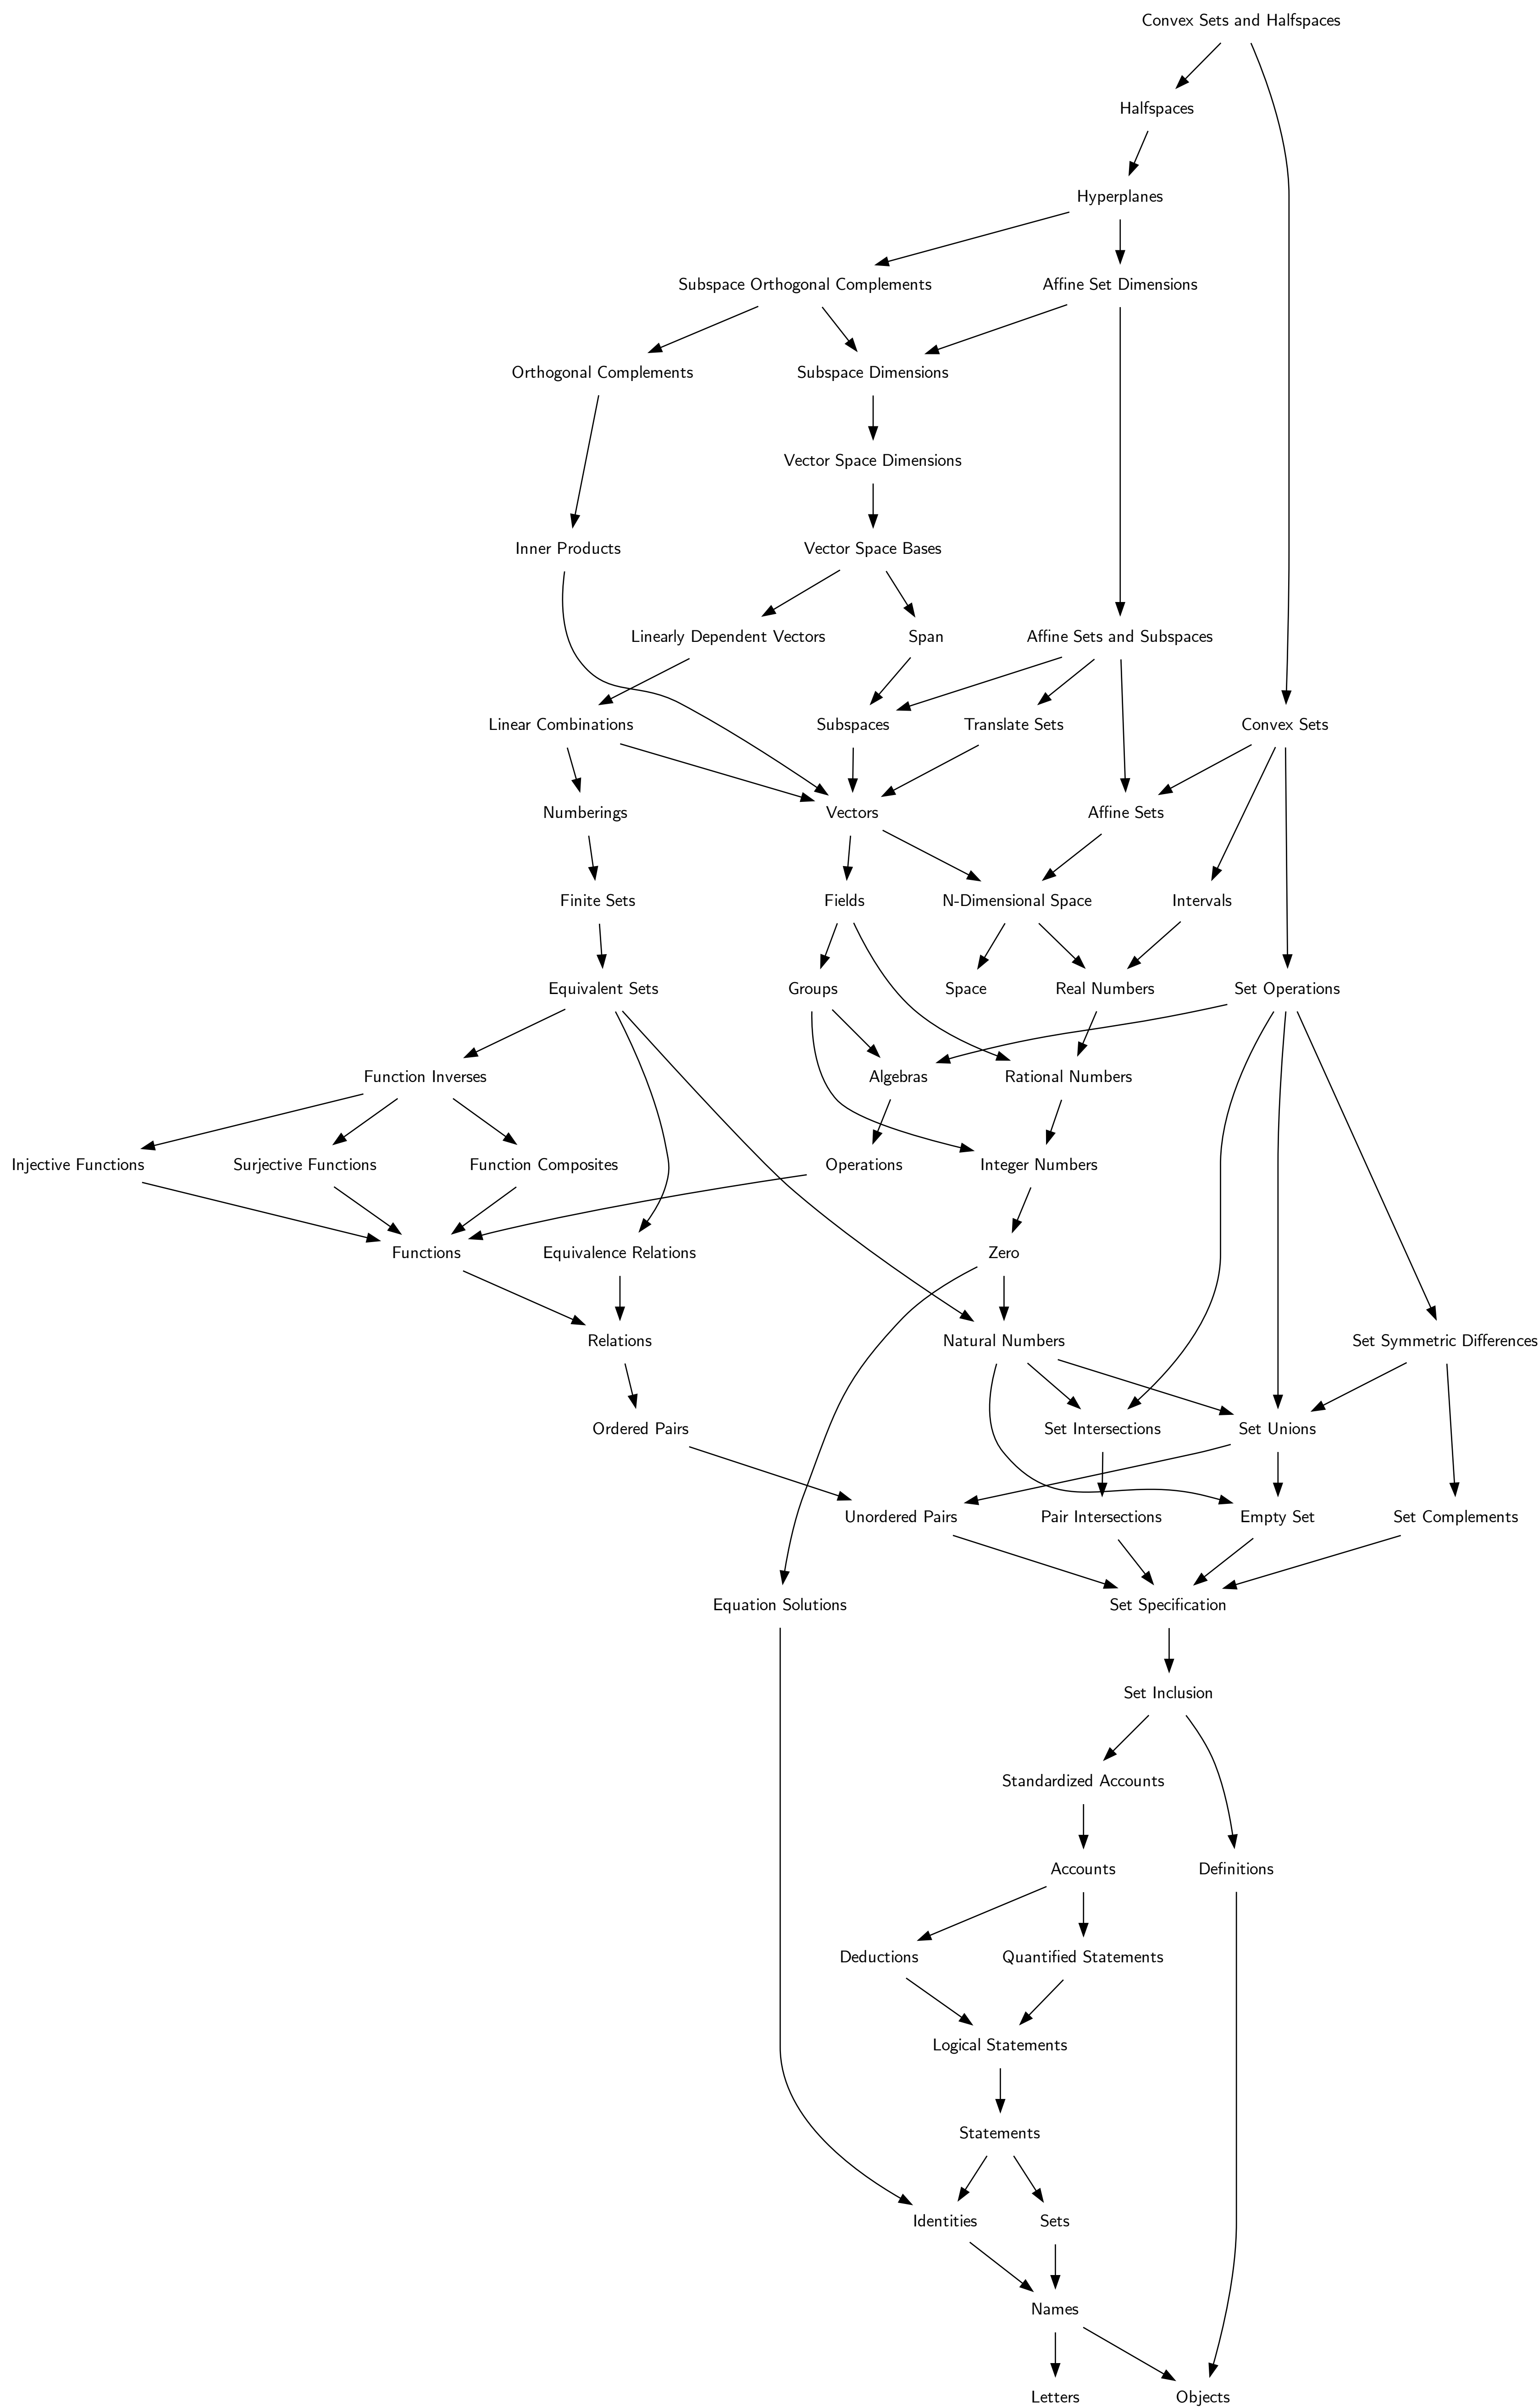 Convex Sets and Halfspaces
Halfspaces
Hyperplanes
Subspace Orthogonal Complements
Affine Set Dimensions
Orthogonal Complements
Subspace Dimensions
Vector Space Dimensions
Inner Products
Vector Space Bases
Linearly Dependent Vectors
Span
Affine Sets and Subspaces
Linear Combinations
Subspaces
Translate Sets
Convex Sets
Numberings
Vectors
Affine Sets
Finite Sets
Fields
N-Dimensional Space
Intervals
Equivalent Sets
Groups
Space
Real Numbers
Set Operations
Function Inverses
Algebras
Rational Numbers
Injective Functions
Surjective Functions
Function Composites
Operations
Integer Numbers
Functions
Equivalence Relations
Zero
Relations
Natural Numbers
Set Symmetric Differences
Ordered Pairs
Set Intersections
Set Unions
Unordered Pairs
Pair Intersections
Empty Set
Set Complements
Equation Solutions
Set Specification
Set Inclusion
Standardized Accounts
Accounts
Definitions
Deductions
Quantified Statements
Logical Statements
Statements
Identities
Sets
Names
Letters
Objects